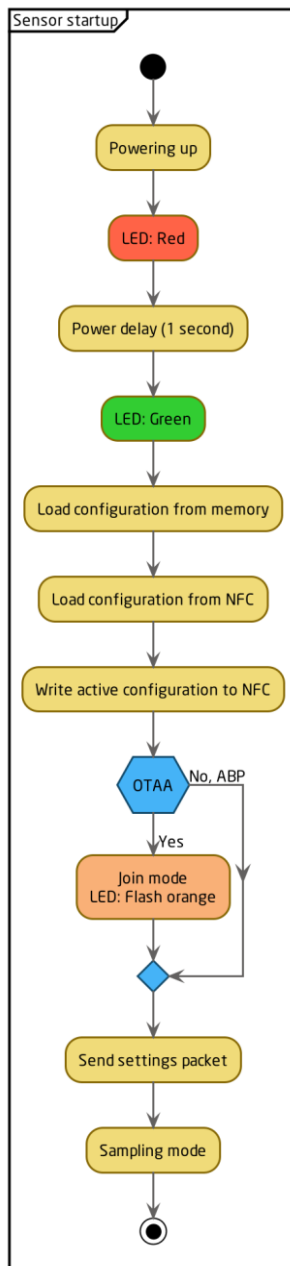 Sensor startup
Powering up
LED: Red
Power delay (1 second)
LED: Green
Load configuration from memory
Load configuration from NFC
Write active configuration to NFC
OTAA
No, ABP
Yes
Join mode
LED: Flash orange
Send settings packet
Sampling mode